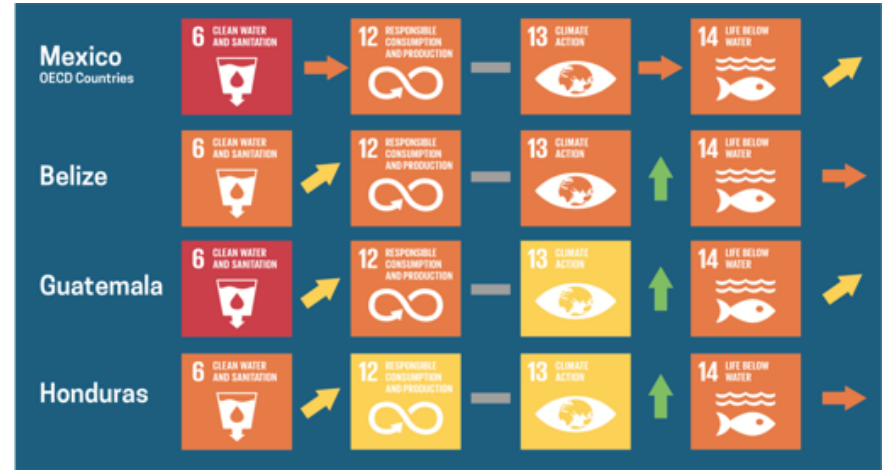 Mexico
OECD Countries
6 CLEAN WATER
AND SANITATION
12 RESPONSIBLE
CONSUMPTION
AND PRODUCTION
13 CLIMATE
ACTION
14 LIFE BELOW
WATER
Belize
6 CLEAN WATER
AND SANITATION
12 RESPONSIBLE
CONSUMPTION
AND PRODUCTION
13 CLIMATE
ACTION
14 LIFE BELOW
WATER
Guatemala
6 CLEAN WATER
AND SANITATION
12 RESPONSIBLE
CONSUMPTION
AND PRODUCTION
13 CLIMATE
ACTION
14 LIFE BELOW
WATER
Honduras
6 CLEAN WATER
AND SANITATION
12 RESPONSIBLE
CONSUMPTION
AND PRODUCTION
13 CLIMATE
ACTION
14 LIFE BELOW
WATER